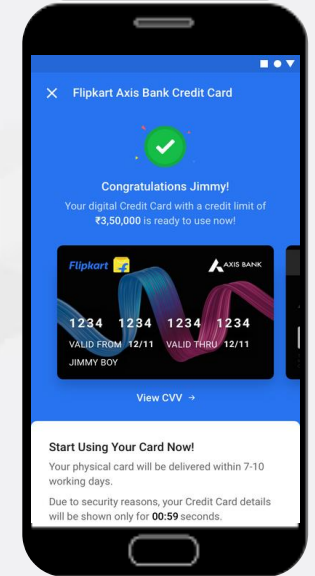 × Flipkart Axis Bank Credit Card
Congratulations Jimmy!
Your digital Credit Card with a credit limit of
₹3,50,000 is ready to use now!
Flipkart
AXIS BANK
1234 1234 1234 1234
VALID FROM 12/11 VALID THRU 12/11
JIMMY BOY
View CVV →
Start Using Your Card Now!
Your physical card will be delivered within 7-10
working days.
Due to security reasons, your Credit Card details
will be shown only for 00:59 seconds.